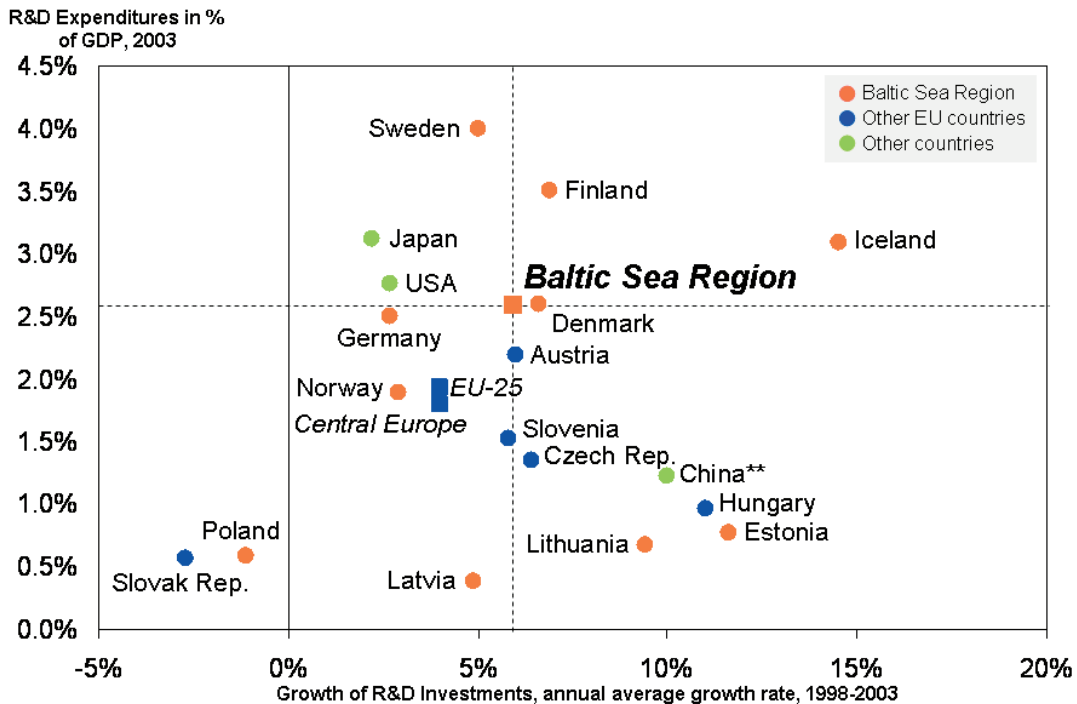 R&D Expenditures in %
of GDP, 2003
4.5%
4.0%
3.5%
3.0%
2.5%
2.0%
1.5%
1.0%
0.5%
0.0%
Baltic Sea Region
Other EU countries
Other countries
Sweden
Finland
Japan
Iceland
USA
Baltic Sea Region
Germany
Denmark
Austria
Norway
EU-25
Central Europe
Slovenia
Czech Rep.
China**
Hungary
Poland
Estonia
Lithuania
Slovak Rep.
Latvia
-5%
0%
5%
10%
15%
20%
Growth of R&D Investments, annual average growth rate, 1998-2003